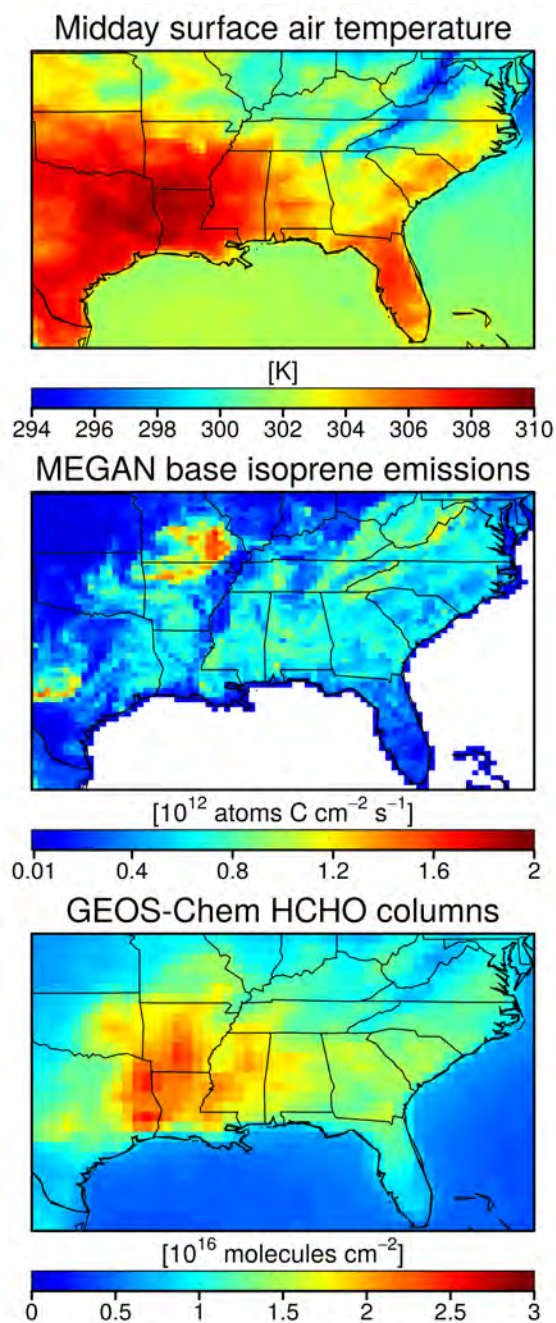 Midday surface air temperature
[K]
294 296 298 300 302 304 306 308 310
MEGAN base isoprene emissions
[10¹² atoms C cm⁻² s⁻¹]
0.01 0.4 0.8 1.2 1.6 2
GEOS-Chem HCHO columns
[10¹⁶ molecules cm⁻²]
0 0.5 1 1.5 2 2.5 3